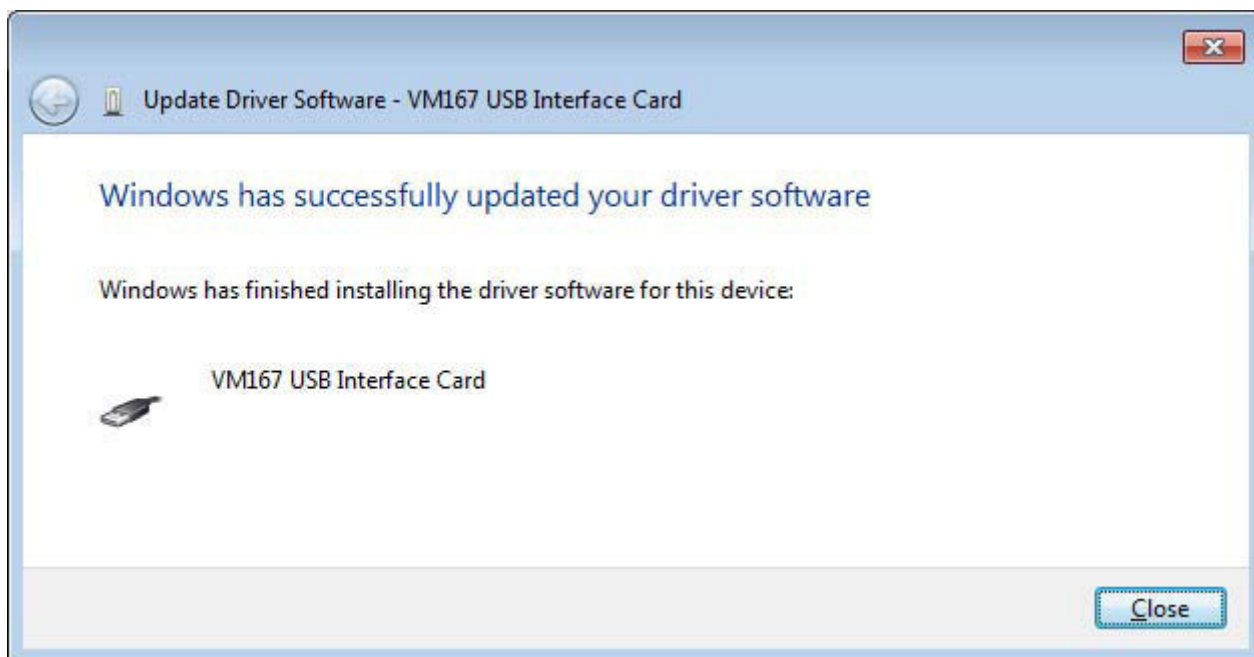 Update Driver Software - VM167 USB Interface Card
Windows has successfully updated your driver software
Windows has finished installing the driver software for this device:
VM167 USB Interface Card
Close